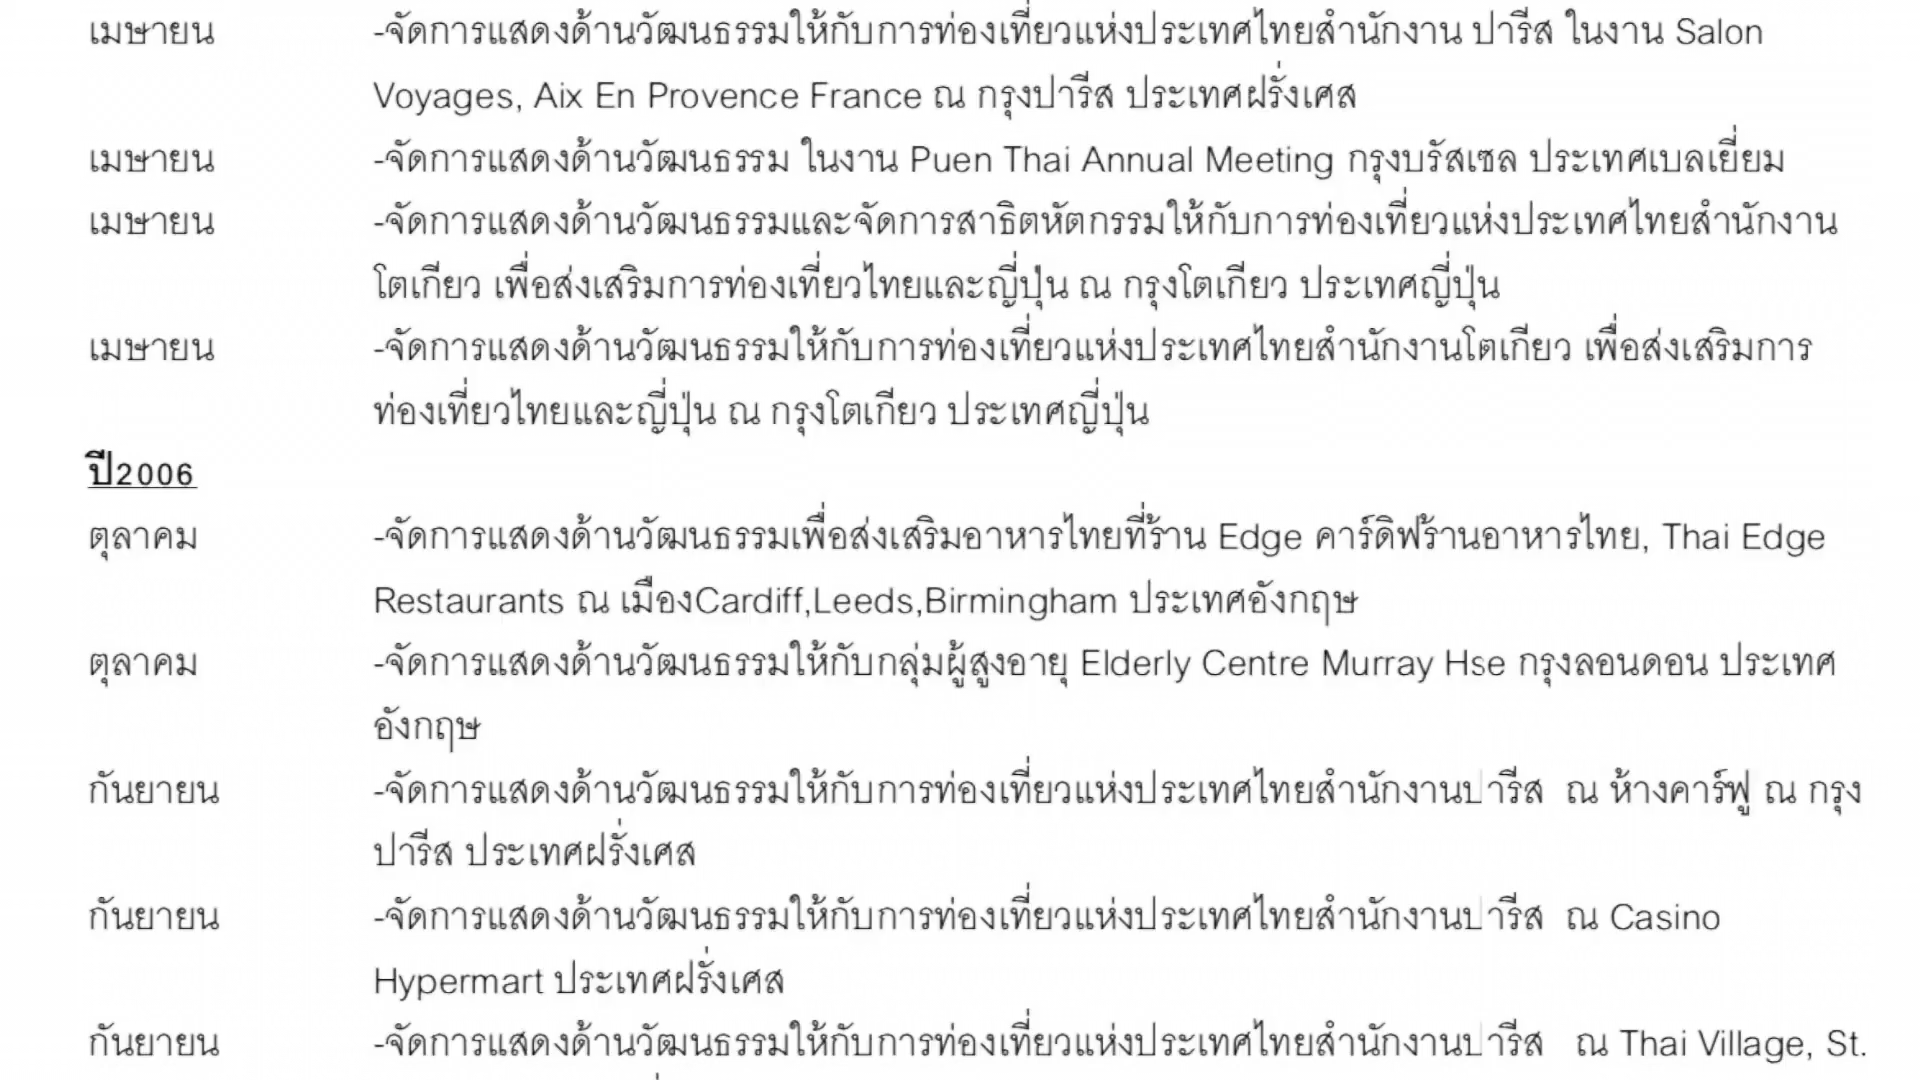 เมษายน -จัดการแสดงด้านวัฒนธรรมให้กับการท่องเที่ยวแห่งประเทศไทยสำนักงาน ปารีส ในงาน Salon
Voyages, Aix En Provence France ณ กรุงปารีส ประเทศฝรั่งเศส
เมษายน -จัดการแสดงด้านวัฒนธรรม ในงาน Puen Thai Annual Meeting กรุงบรัสเซล ประเทศเบลเยี่ยม
เมษายน -จัดการแสดงด้านวัฒนธรรมและจัดการสาธิตหัตกรรมให้กับการท่องเที่ยวแห่งประเทศไทยสำนักงาน
โตเกียว เพื่อส่งเสริมการท่องเที่ยวไทยและญี่ปุ่น ณ กรุงโตเกียว ประเทศญี่ปุ่น
เมษายน -จัดการแสดงด้านวัฒนธรรมให้กับการท่องเที่ยวแห่งประเทศไทยสำนักงานโตเกียว เพื่อส่งเสริมการ
ท่องเที่ยวไทยและญี่ปุ่น ณ กรุงโตเกียว ประเทศญี่ปุ่น
ปี2006
ตุลาคม -จัดการแสดงด้านวัฒนธรรมเพื่อส่งเสริมอาหารไทยที่ร้าน Edge คาร์ดิฟร้านอาหารไทย, Thai Edge
Restaurants ณ เมืองCardiff,Leeds,Birmingham ประเทศอังกฤษ
ตุลาคม -จัดการแสดงด้านวัฒนธรรมให้กับกลุ่มผู้สูงอายุ Elderly Centre Murray Hse กรุงลอนดอน ประเทศ
อังกฤษ
กันยายน -จัดการแสดงด้านวัฒนธรรมให้กับการท่องเที่ยวแห่งประเทศไทยสำนักงานปารีส ณ ห้างคาร์ฟู ณ กรุง
ปารีส ประเทศฝรั่งเศส
กันยายน -จัดการแสดงด้านวัฒนธรรมให้กับการท่องเที่ยวแห่งประเทศไทยสำนักงานปารีส ณ Casino
Hypermart ประเทศฝรั่งเศส
กันยายน -จัดการแสดงด้านวัฒนธรรมให้กับการท่องเที่ยวแห่งประเทศไทยสำนักงานปารีส ณ Thai Village, St.